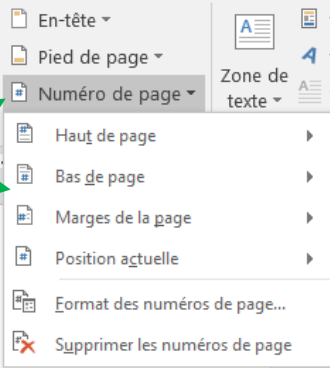 En-tête
Pied de page
Numéro de page
Zone de
texte
Haut de page
Bas de page
Marges de la page
Position actuelle
Format des numéros de page...
Supprimer les numéros de page